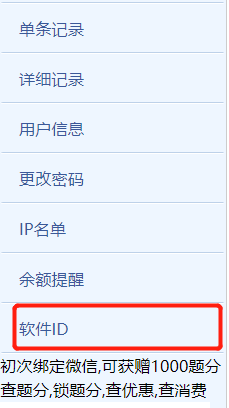 单条记录
详细记录
用户信息
更改密码
IP名单
余额提醒
软件ID
初次绑定微信,可获赠1000题分
查题分,锁题分,查优惠,查消费